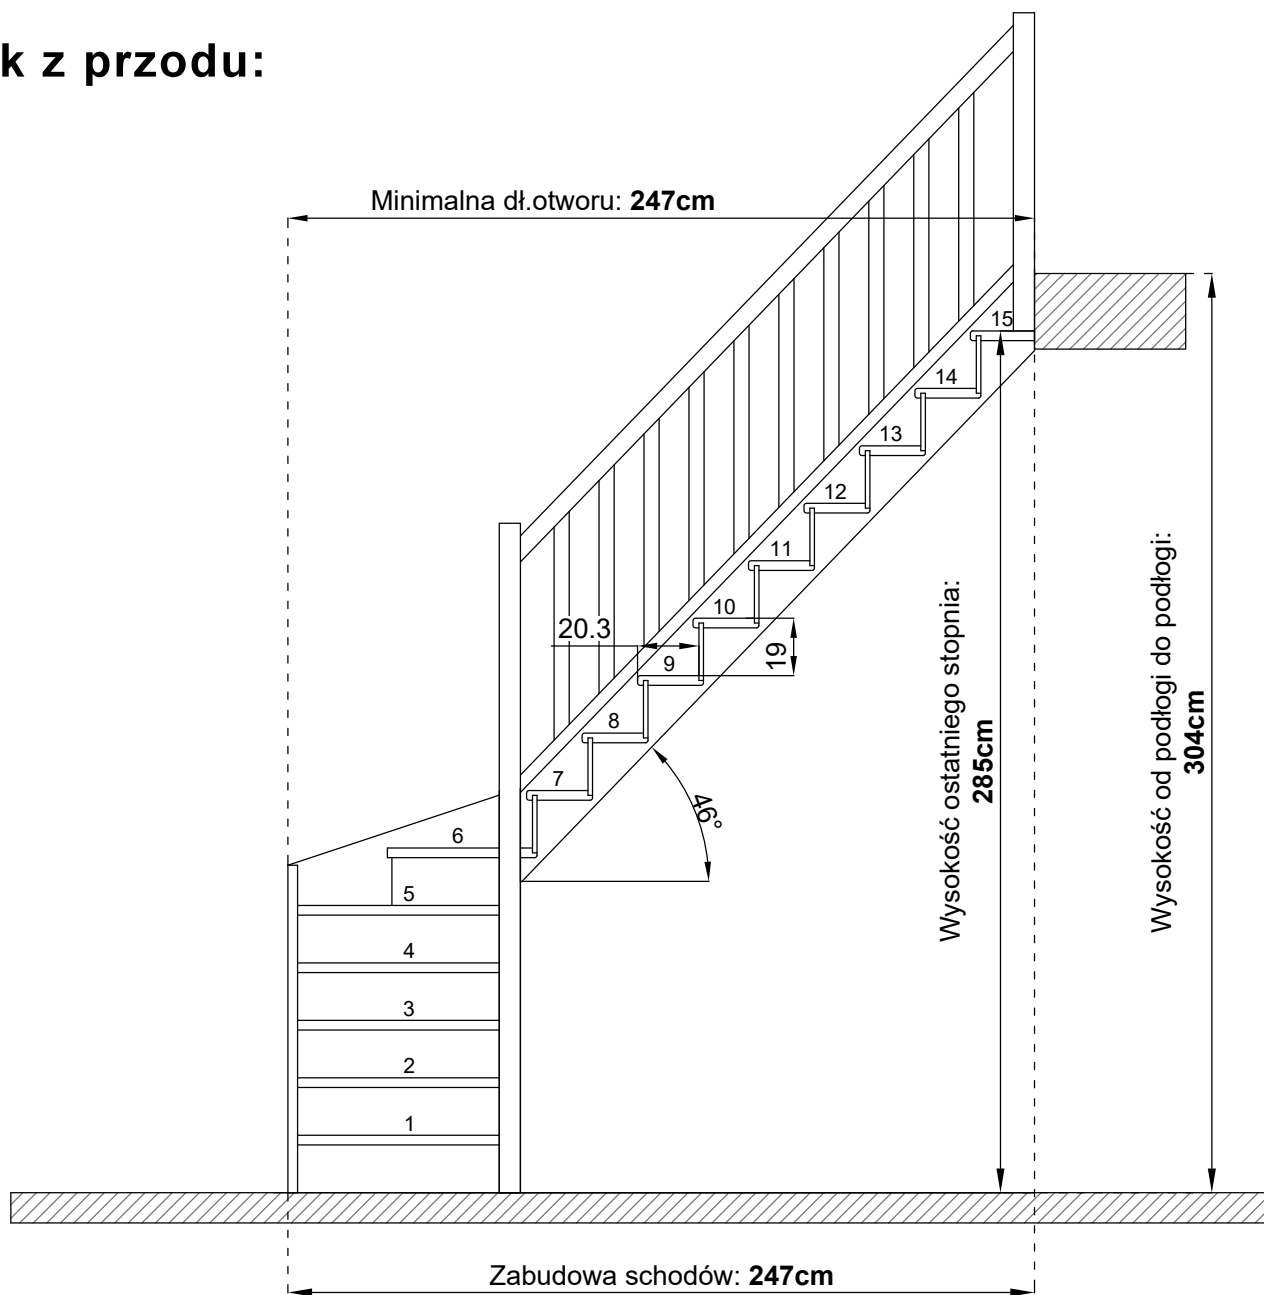 k z przodu:
Minimalna dł.otworu: 247cm
15
14
13
12
11
10
20.3
9
19
8
7
46°
6
5
4
3
2
1
Wysokość ostatniego stopnia:
285cm
Wysokość od podłogi do podłogi:
304cm
Zabudowa schodów: 247cm